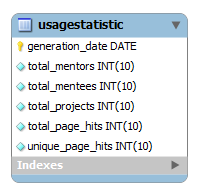 usagestatistic
generation_date DATE
total_mentors INT(10)
total_mentees INT(10)
total_projects INT(10)
total_page_hits INT(10)
unique_page_hits INT(10)
Indexes